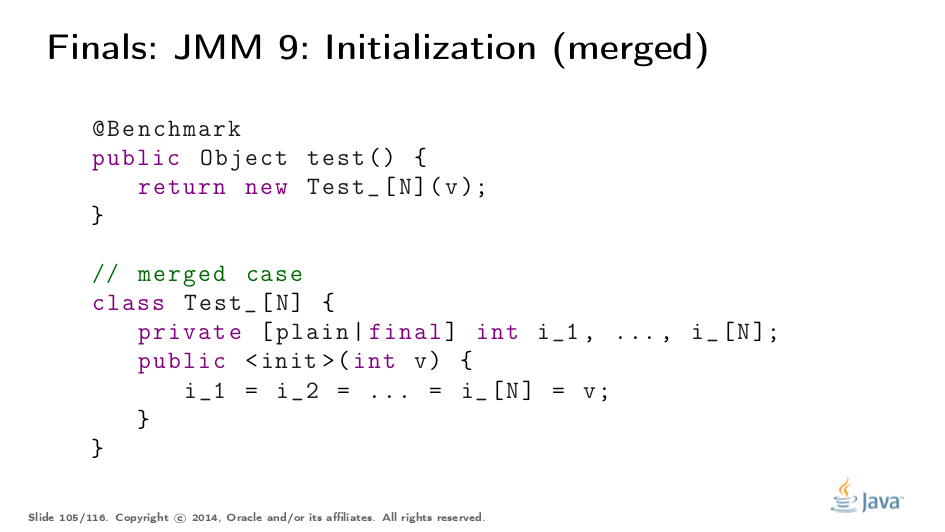 Finals: JMM 9: Initialization (merged)
@Benchmark
public Object test() {
return new Test_[N](v);
}
// merged case
class Test_[N] {
private [plain|final] int i_1, ..., i_[N];
public <init>(int v) {
i_1 = i_2 = ... = i_[N] = v;
}
}
Java™
Slide 105/116. Copyright © 2014, Oracle and/or its affiliates. All rights reserved.